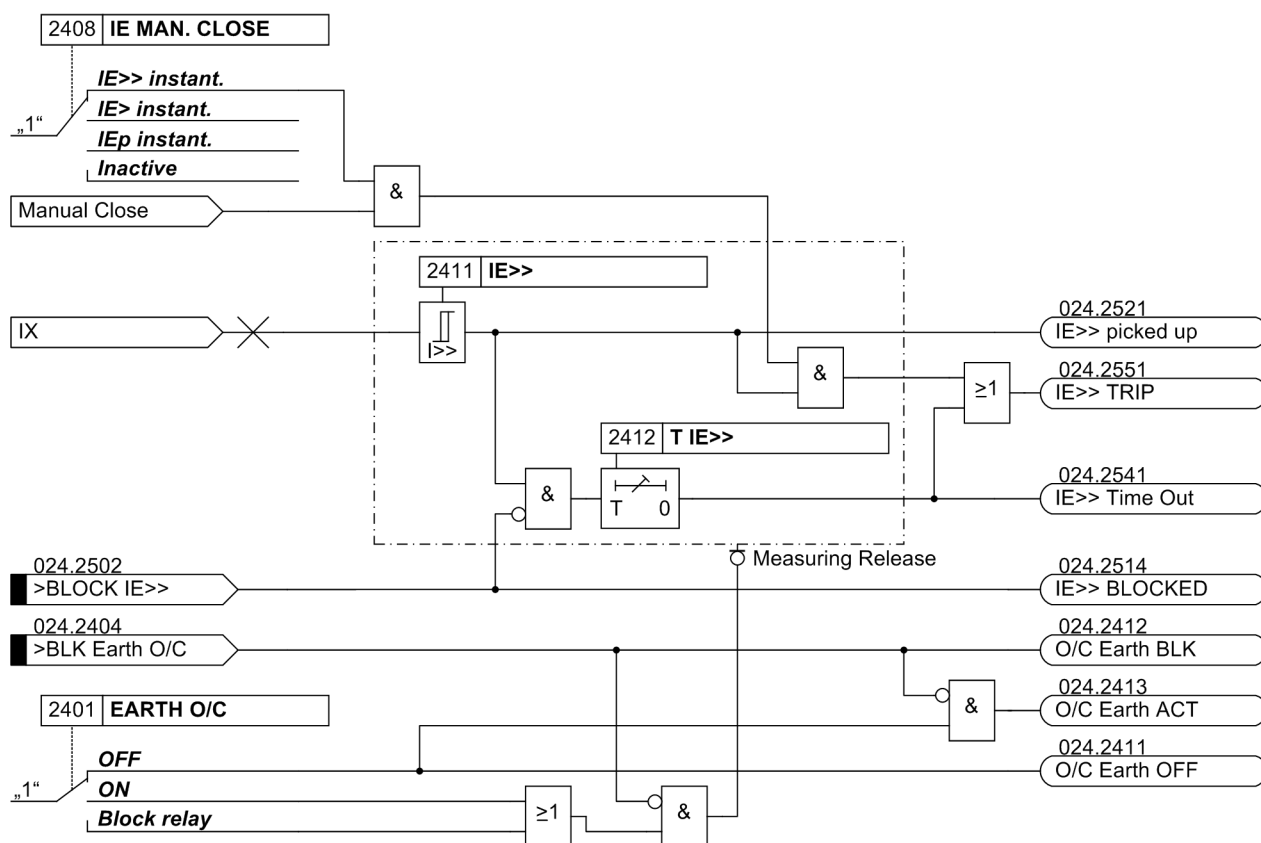 2408 IE MAN. CLOSE
IE>> instant.
IE> instant.
„1“
IEp instant.
Inactive
&
Manual Close
2411 IE>>
024.2521
IX
I>>
IE>> picked up
024.2551
&
≥1
IE>> TRIP
2412 T IE>>
024.2541
&
T 0
IE>> Time Out
Measuring Release
024.2502
024.2514
>BLOCK IE>>
IE>> BLOCKED
024.2404
024.2412
>BLK Earth O/C
O/C Earth BLK
024.2413
2401 EARTH O/C
&
O/C Earth ACT
024.2411
OFF
O/C Earth OFF
„1“
ON
Block relay
≥1
&